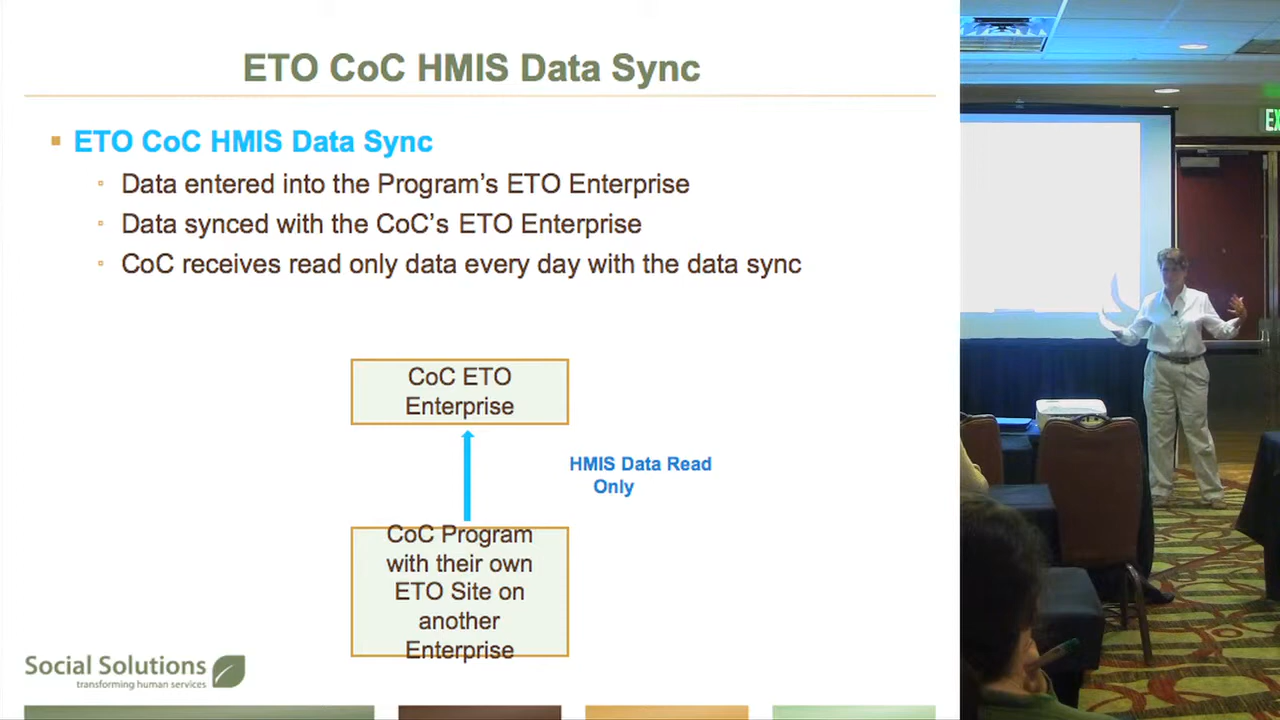 ETO CoC HMIS Data Sync
ETO CoC HMIS Data Sync
Data entered into the Program's ETO Enterprise
Data synced with the CoC's ETO Enterprise
CoC receives read only data every day with the data sync
CoC ETO
Enterprise
HMIS Data Read
Only
CoC Program
with their own
ETO Site on
another
Enterprise
Social Solutions
transforming human services
EX